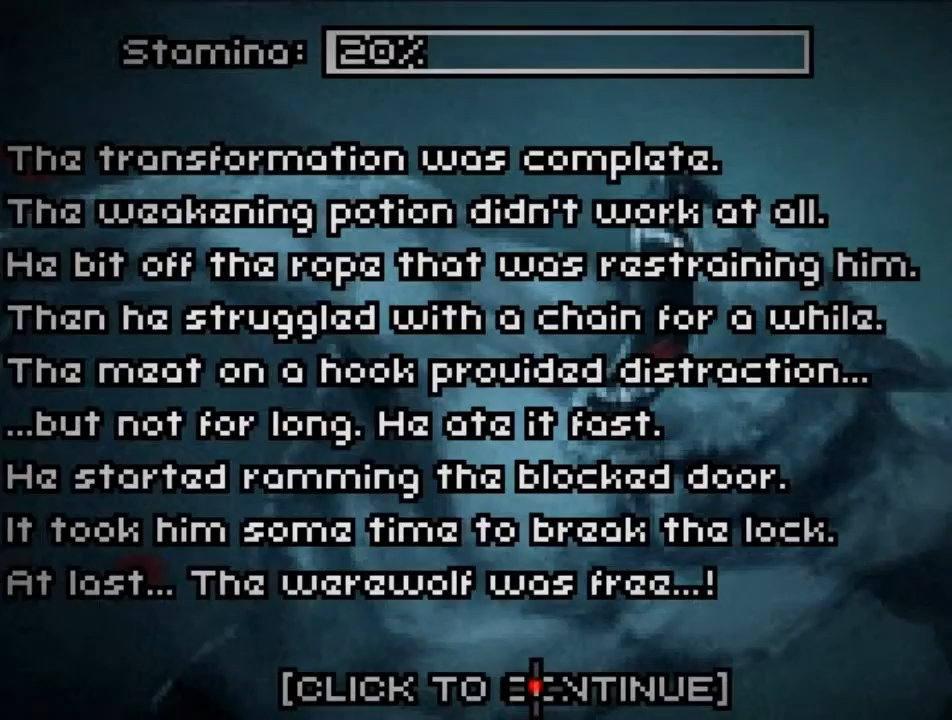 Stamina: 20%
The transformation was complete.
The weakening potion didn't work at all.
He bit off the rope that was restraining him.
Then he struggled with a chain for a while.
The meat on a hook provided distraction...
...but not for long. He ate it fast.
He started ramming the blocked door.
It took him some time to break the lock.
At last... The werewolf was free...!
[CLICK TO CONTINUE]